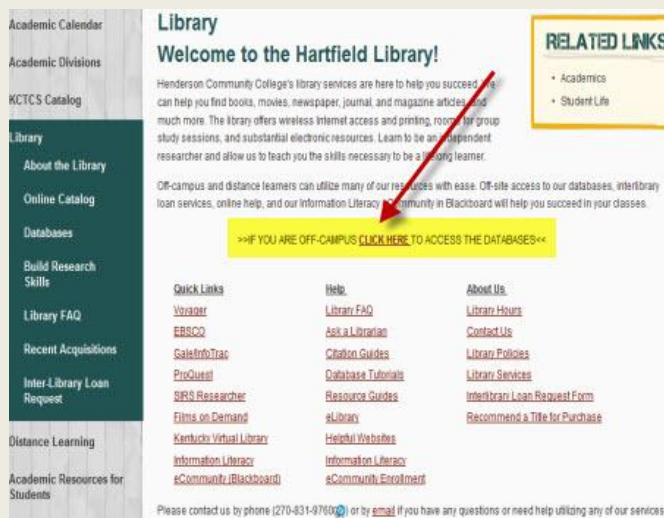 Academic Calendar
Academic Divisions
KCTCS Catalog
Library
About the Library
Online Catalog
Databases
Build Research
Skills
Library FAQ
Recent Acquisitions
Inter-Library Loan
Request
Distance Learning
Academic Resources for
Students
Library
Welcome to the Hartfield Library!
Henderson Community College's library services are here to help you succeed. We
can help you find books, movies, newspaper, journal, and magazine articles, and
much more. The library offers wireless Internet access and printing, rooms for group
study sessions, and substantial electronic resources. Learn to be an independent
researcher and allow us to teach you the skills necessary to be a lifelong learner.
Off-campus and distance learners can utilize many of our resources with ease. Off-site access to our databases, interlibrary
loan services, online help, and our Information Literacy eCommunity in Blackboard will help you succeed in your classes.
>>IF YOU ARE OFF-CAMPUS CLICK HERE TO ACCESS THE DATABASES<<
Quick Links
Voyager
EBSCO
Gale/InfoTrac
ProQuest
SIRS Researcher
Films on Demand
Kentucky Virtual Library
Information Literacy
eCommunity (Blackboard)
Help
Library FAQ
Ask a Librarian
Citation Guides
Database Tutorials
Resource Guides
eLibrary
Helpful Websites
Information Literacy
eCommunity Enrollment
About Us
Library Hours
Contact Us
Library Policies
Library Services
Interlibrary Loan Request Form
Recommend a Title for Purchase
Please contact us by phone (270-831-9760) or by email if you have any questions or need help utilizing any of our services
RELATED LINKS
• Academics
• Student Life